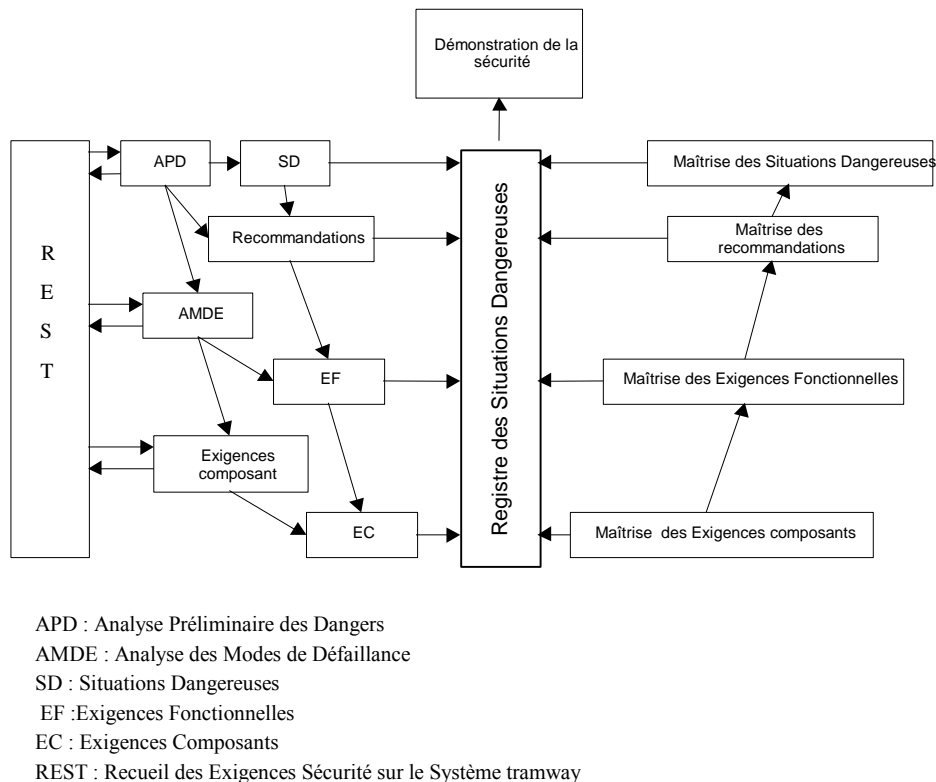 Démonstration de la
sécurité
APD
SD
Maîtrise des Situations Dangereuses
Recommandations
Maîtrise des
recommandations
R
E
S
T
AMDE
EF
Maîtrise des Exigences Fonctionnelles
Exigences
composant
EC
Maîtrise des Exigences composants
Registre des Situations Dangereuses
APD : Analyse Préliminaire des Dangers
AMDE : Analyse des Modes de Défaillance
SD : Situations Dangereuses
EF :Exigences Fonctionnelles
EC : Exigences Composants
REST : Recueil des Exigences Sécurité sur le Système tramway